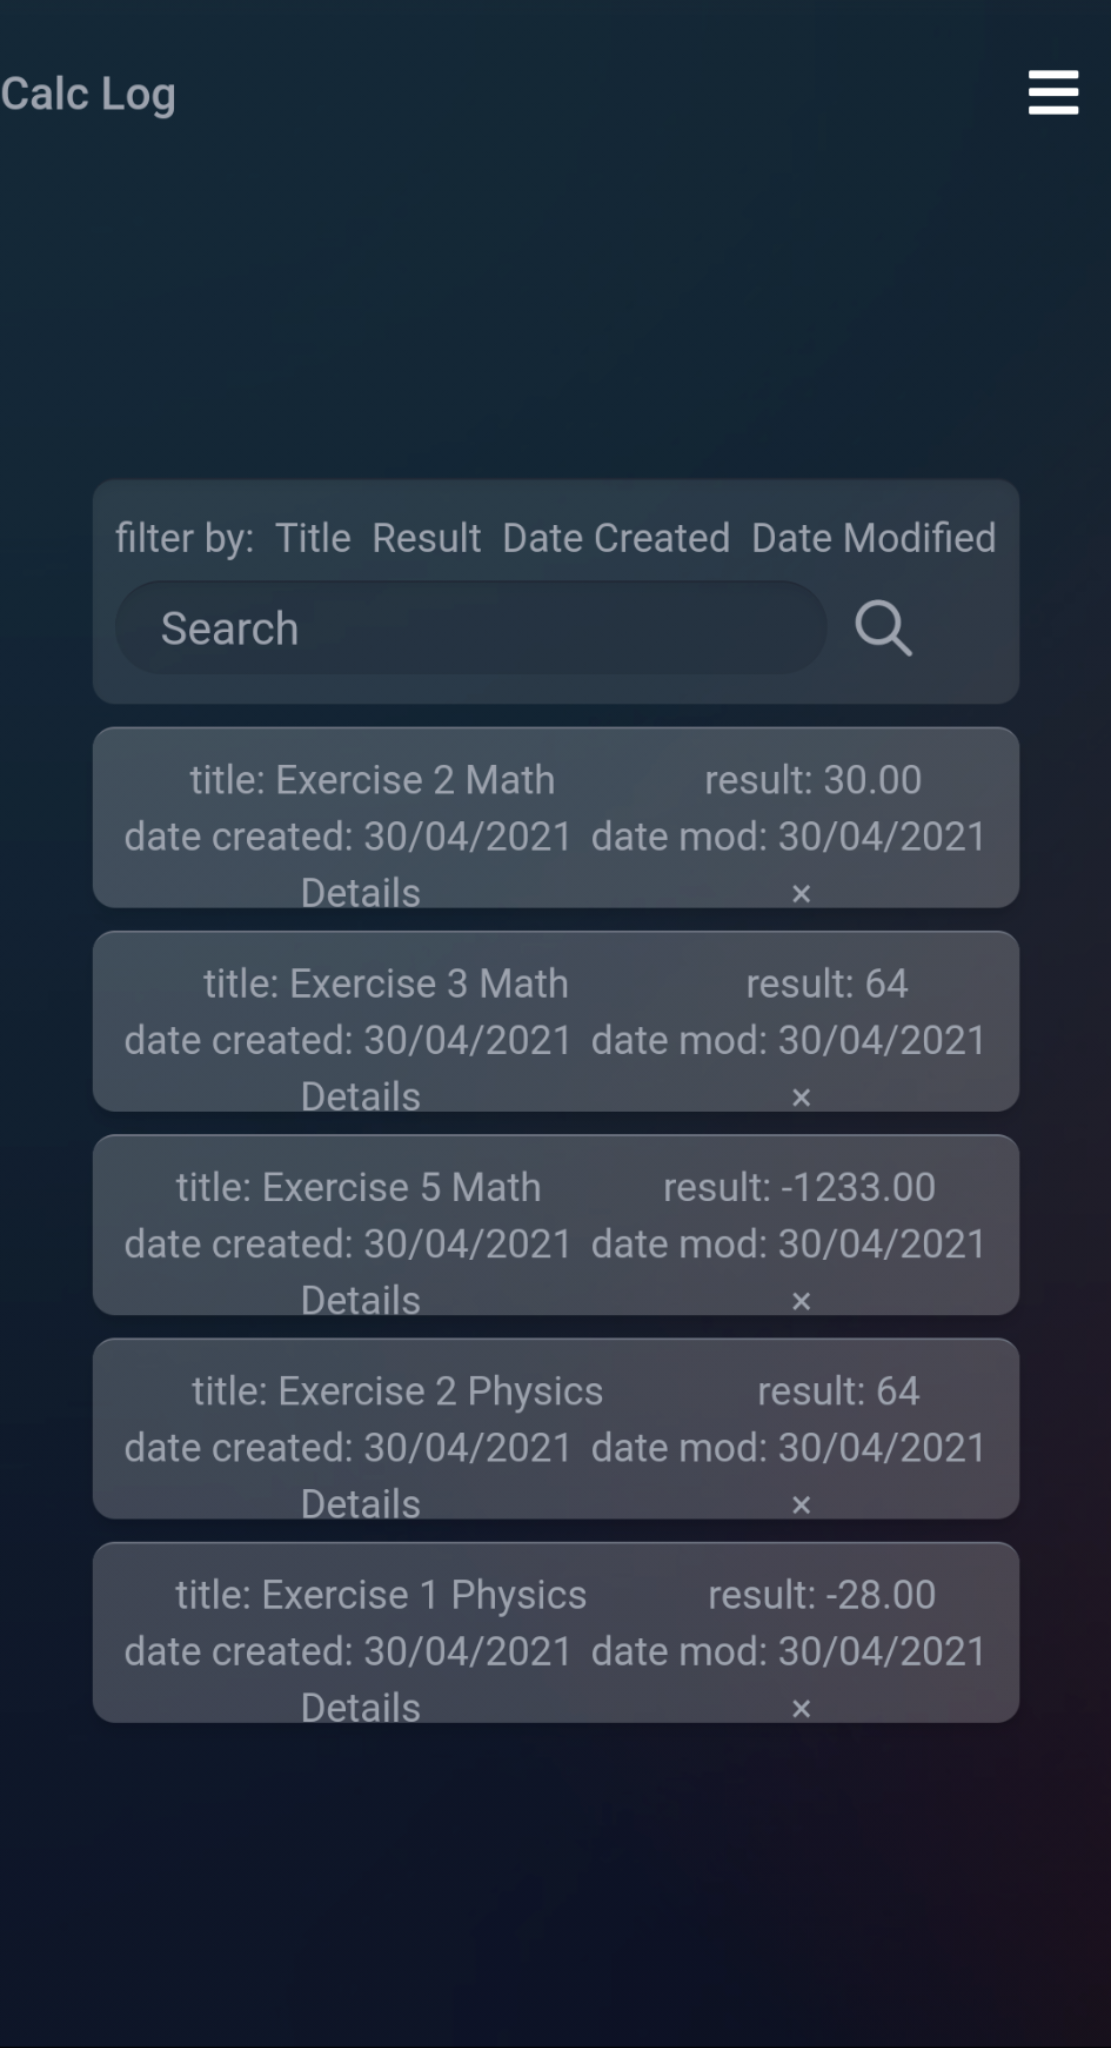 Calc Log
filter by: Title Result Date Created Date Modified
Search
title: Exercise 2 Math result: 30.00
date created: 30/04/2021 date mod: 30/04/2021
Details ×
title: Exercise 3 Math result: 64
date created: 30/04/2021 date mod: 30/04/2021
Details ×
title: Exercise 5 Math result: -1233.00
date created: 30/04/2021 date mod: 30/04/2021
Details ×
title: Exercise 2 Physics result: 64
date created: 30/04/2021 date mod: 30/04/2021
Details ×
title: Exercise 1 Physics result: -28.00
date created: 30/04/2021 date mod: 30/04/2021
Details ×